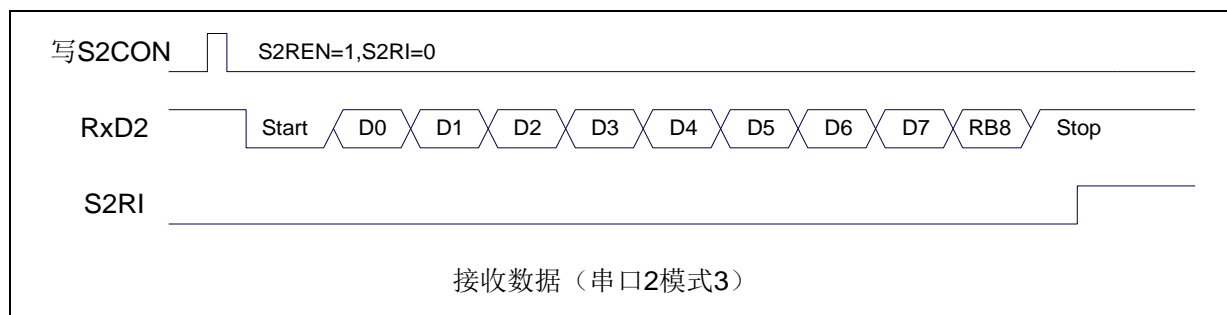 写S2CON S2REN=1,S2RI=0
RxD2 Start D0 D1 D2 D3 D4 D5 D6 D7 RB8 Stop
S2RI
接收数据（串口2模式3）